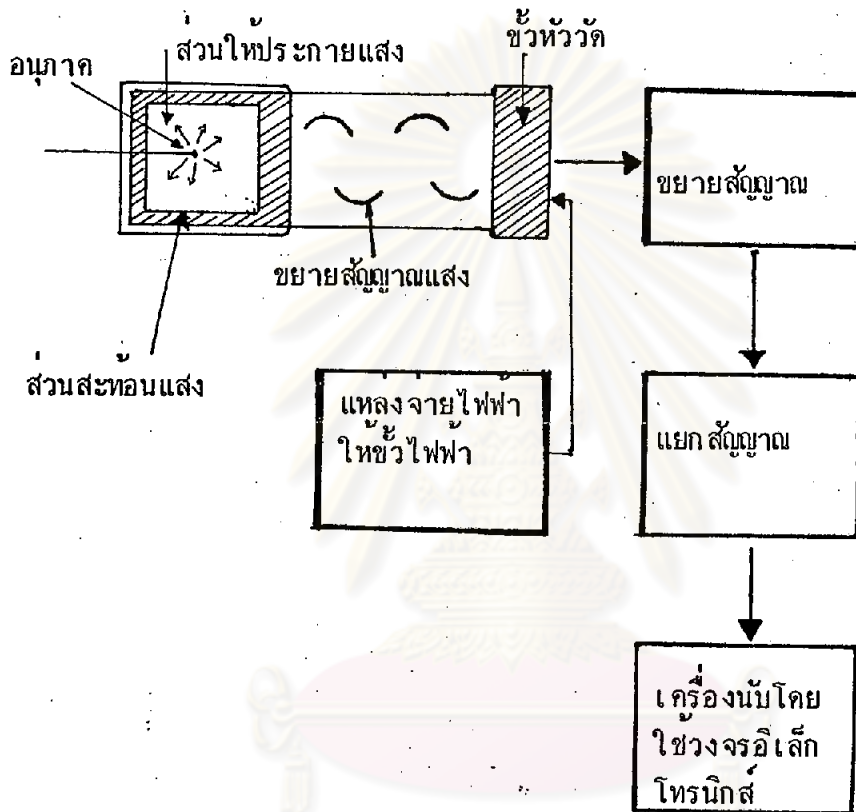 ส่วนให้ประกายแสง
ขั้วหัววัด
อนุภาค
ขยายสัญญาณ
ขยายสัญญาณแสง
ส่วนสะท้อนแสง
แหล่งจ่ายไฟฟ้า
ให้ขั้วไฟฟ้า
แยกสัญญาณ
เครื่องนับโดย
ใช้วงจรอิเล็ก
โทรนิกส์